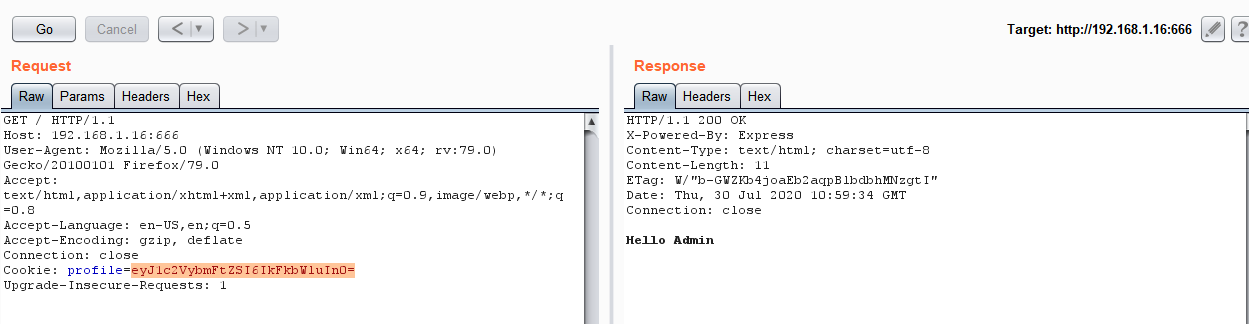 Go Cancel < > Target: http://192.168.1.16:666 ?
Request Response
Raw Params Headers Hex Raw Headers Hex
GET / HTTP/1.1
Host: 192.168.1.16:666
User-Agent: Mozilla/5.0 (Windows NT 10.0; Win64; x64; rv:79.0)
Gecko/20100101 Firefox/79.0
Accept:
text/html,application/xhtml+xml,application/xml;q=0.9,image/webp,*/*;q
=0.8
Accept-Language: en-US,en;q=0.5
Accept-Encoding: gzip, deflate
Connection: close
Cookie: profile=eyJ1c2VybmFtZSI6IkFkbWluIn0=
Upgrade-Insecure-Requests: 1
HTTP/1.1 200 OK
X-Powered-By: Express
Content-Type: text/html; charset=utf-8
Content-Length: 11
ETag: W/"b-GWZKb4joaEb2aqpBlbdbhMNzgtI"
Date: Thu, 30 Jul 2020 10:59:34 GMT
Connection: close
Hello Admin